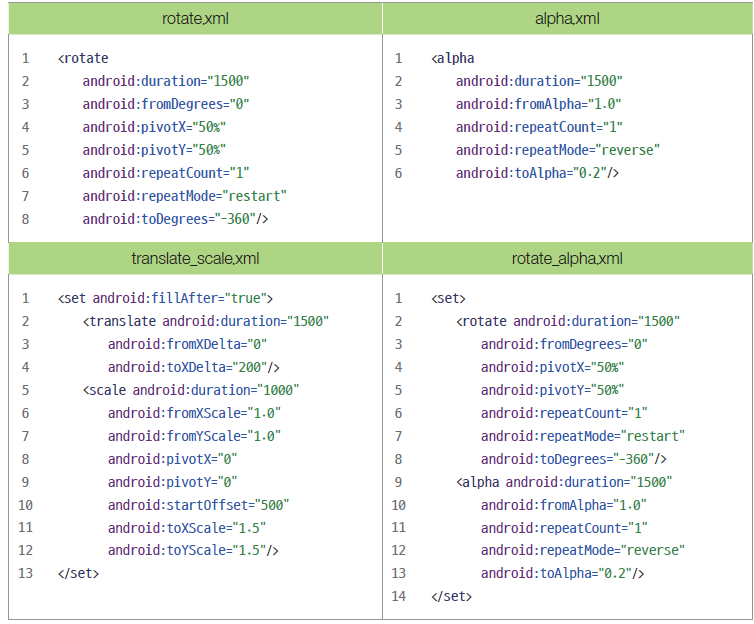 rotate.xml
1 <rotate
2 android:duration="1500"
3 android:fromDegrees="0"
4 android:pivotX="50%"
5 android:pivotY="50%"
6 android:repeatCount="1"
7 android:repeatMode="restart"
8 android:toDegrees="-360"/>
alpha.xml
1 <alpha
2 android:duration="1500"
3 android:fromAlpha="1.0"
4 android:repeatCount="1"
5 android:repeatMode="reverse"
6 android:toAlpha="0.2"/>
translate_scale.xml
1 <set android:fillAfter="true">
2 <translate android:duration="1500"
3 android:fromXDelta="0"
4 android:toXDelta="200"/>
5 <scale android:duration="1000"
6 android:fromXScale="1.0"
7 android:fromYScale="1.0"
8 android:pivotX="0"
9 android:pivotY="0"
10 android:startOffset="500"
11 android:toXScale="1.5"
12 android:toYScale="1.5"/>
13 </set>
rotate_alpha.xml
1 <set>
2 <rotate android:duration="1500"
3 android:fromDegrees="0"
4 android:pivotX="50%"
5 android:pivotY="50%"
6 android:repeatCount="1"
7 android:repeatMode="restart"
8 android:toDegrees="-360"/>
9 <alpha android:duration="1500"
10 android:fromAlpha="1.0"
11 android:repeatCount="1"
12 android:repeatMode="reverse"
13 android:toAlpha="0.2"/>
14 </set>